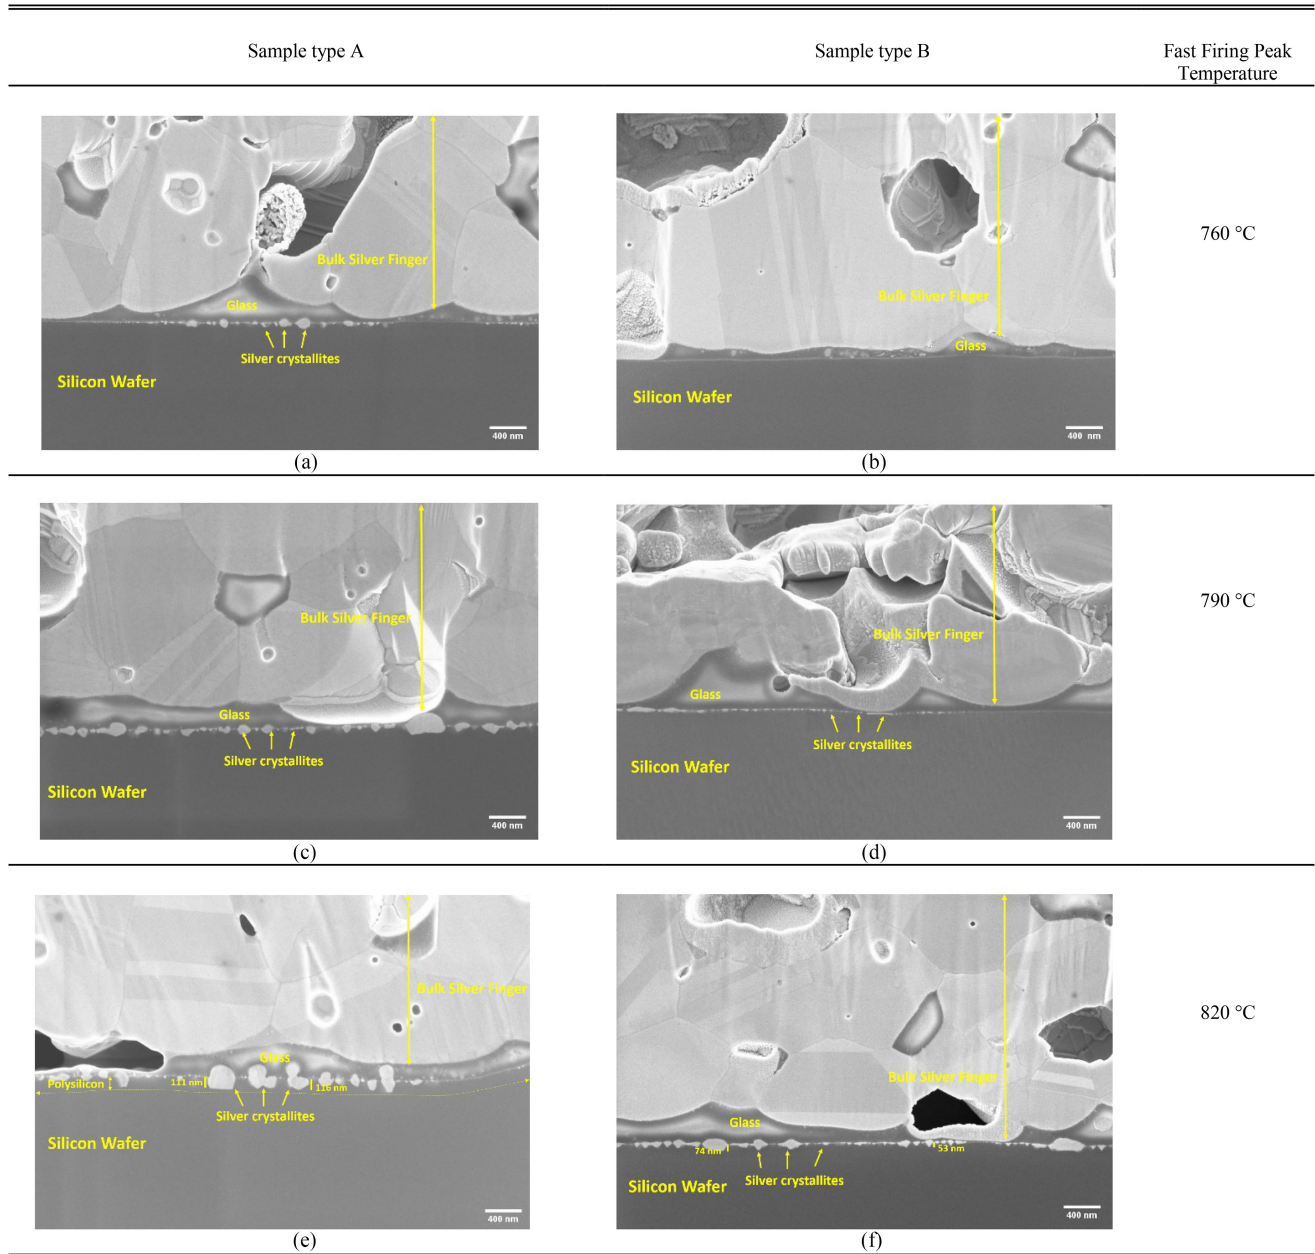 Sample type A
Sample type B
Fast Firing Peak
Temperature
Bulk Silver Finger
Glass
Silver crystallites
Silicon Wafer
400 nm
(a)
Bulk Silver Finger
Glass
Silicon Wafer
400 nm
(b)
760 °C
Bulk Silver Finger
Glass
Silver crystallites
Silicon Wafer
400 nm
(c)
Bulk Silver Finger
Glass
Silver crystallites
Silicon Wafer
400 nm
(d)
790 °C
Bulk Silver Finger
Glass
Polysilicon
111 nm
116 nm
Silver crystallites
Silicon Wafer
400 nm
(e)
Bulk Silver Finger
Glass
74 nm
53 nm
Silver crystallites
Silicon Wafer
400 nm
(f)
820 °C